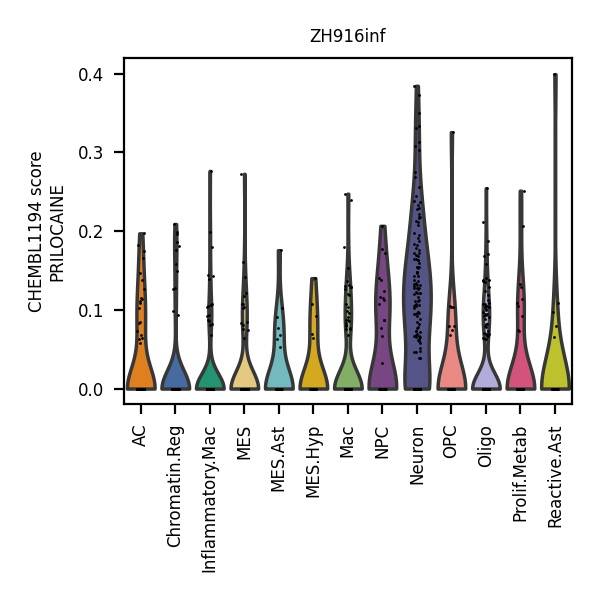 ZH916inf
CHEMBL1194 score
PRILOCAINE
0.4
0.3
0.2
0.1
0.0
AC
Chromatin.Reg
Inflammatory.Mac
MES
MES.Ast
MES.Hyp
Mac
NPC
Neuron
OPC
Oligo
Prolif.Metab
Reactive.Ast